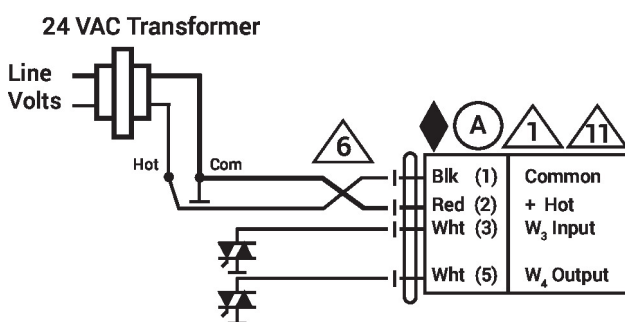 24 VAC Transformer
Line
Volts
Hot
Com
6
A
1
11
Blk (1) Common
Red (2) + Hot
Wht (3) W₃ Input
Wht (5) W₄ Output